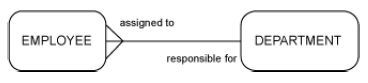 assigned to
EMPLOYEE
DEPARTMENT
responsible for